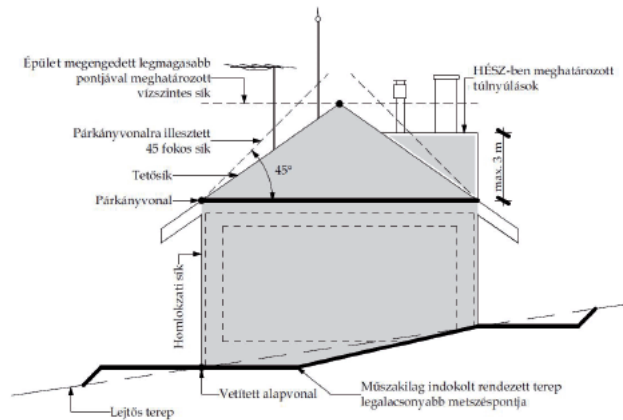 Épület megengedett legmagasabb
pontjával meghatározott
vízszintes sík
HÉSZ-ben meghatározott
túlnyúlások
Párkányvonalra illesztett
45 fokos sík
Tetősík
45°
max. 3 m
Párkányvonal
Homlokzati sík
Vetített alapvonal
Műszakilag indokolt rendezett terep
legalacsonyabb metszéspontja
Lejtős terep